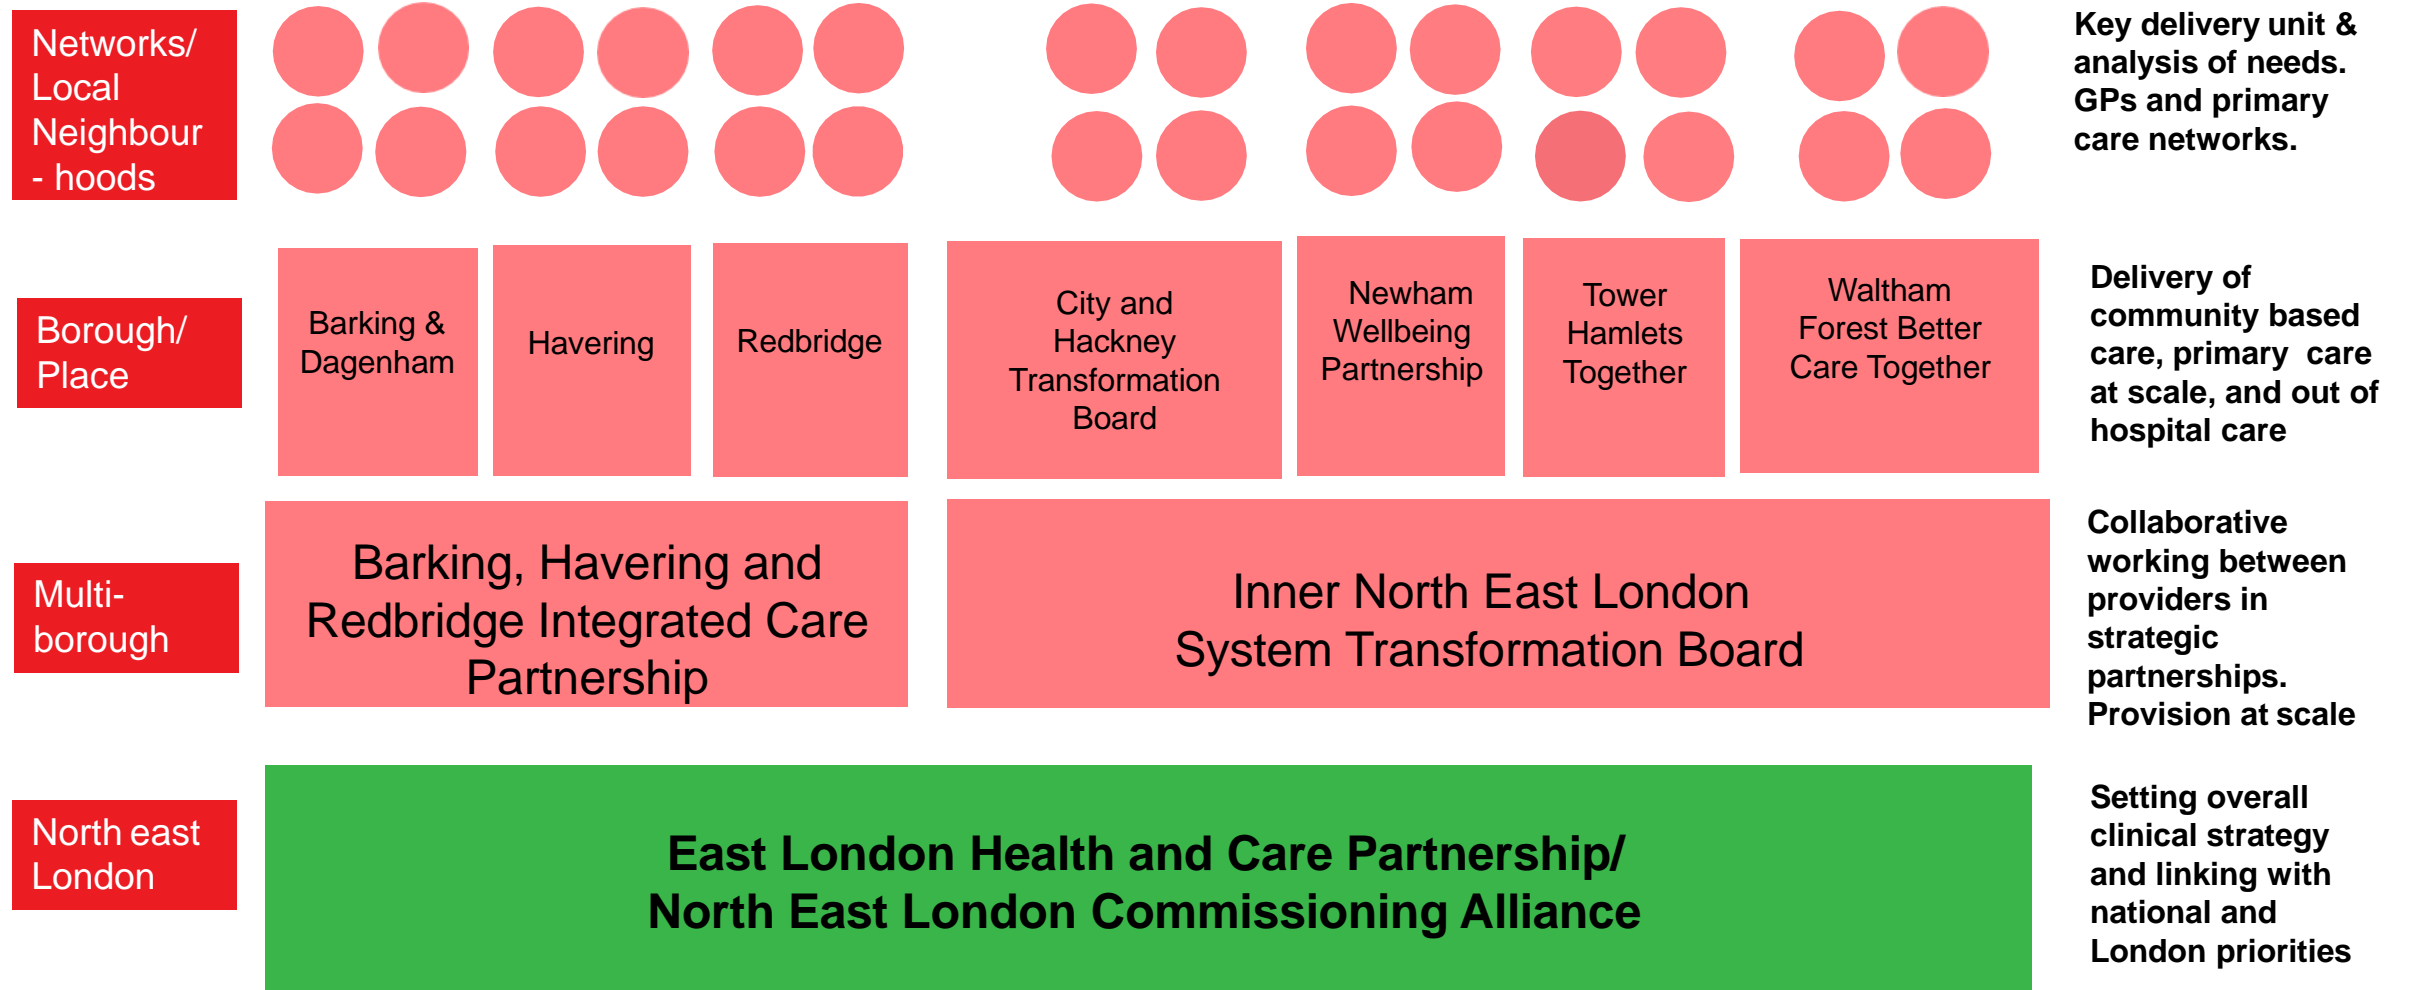 Networks/
Local
Neighbour
- hoods
Key delivery unit &
analysis of needs.
GPs and primary
care networks.
Borough/
Place
Barking &
Dagenham
Havering
Redbridge
City and
Hackney
Transformation
Board
Newham
Wellbeing
Partnership
Tower
Hamlets
Together
Waltham
Forest Better
Care Together
Delivery of
community based
care, primary care
at scale, and out of
hospital care
Multi-
borough
Barking, Havering and
Redbridge Integrated Care
Partnership
Inner North East London
System Transformation Board
Collaborative
working between
providers in
strategic
partnerships.
Provision at scale
North east
London
East London Health and Care Partnership/
North East London Commissioning Alliance
Setting overall
clinical strategy
and linking with
national and
London priorities